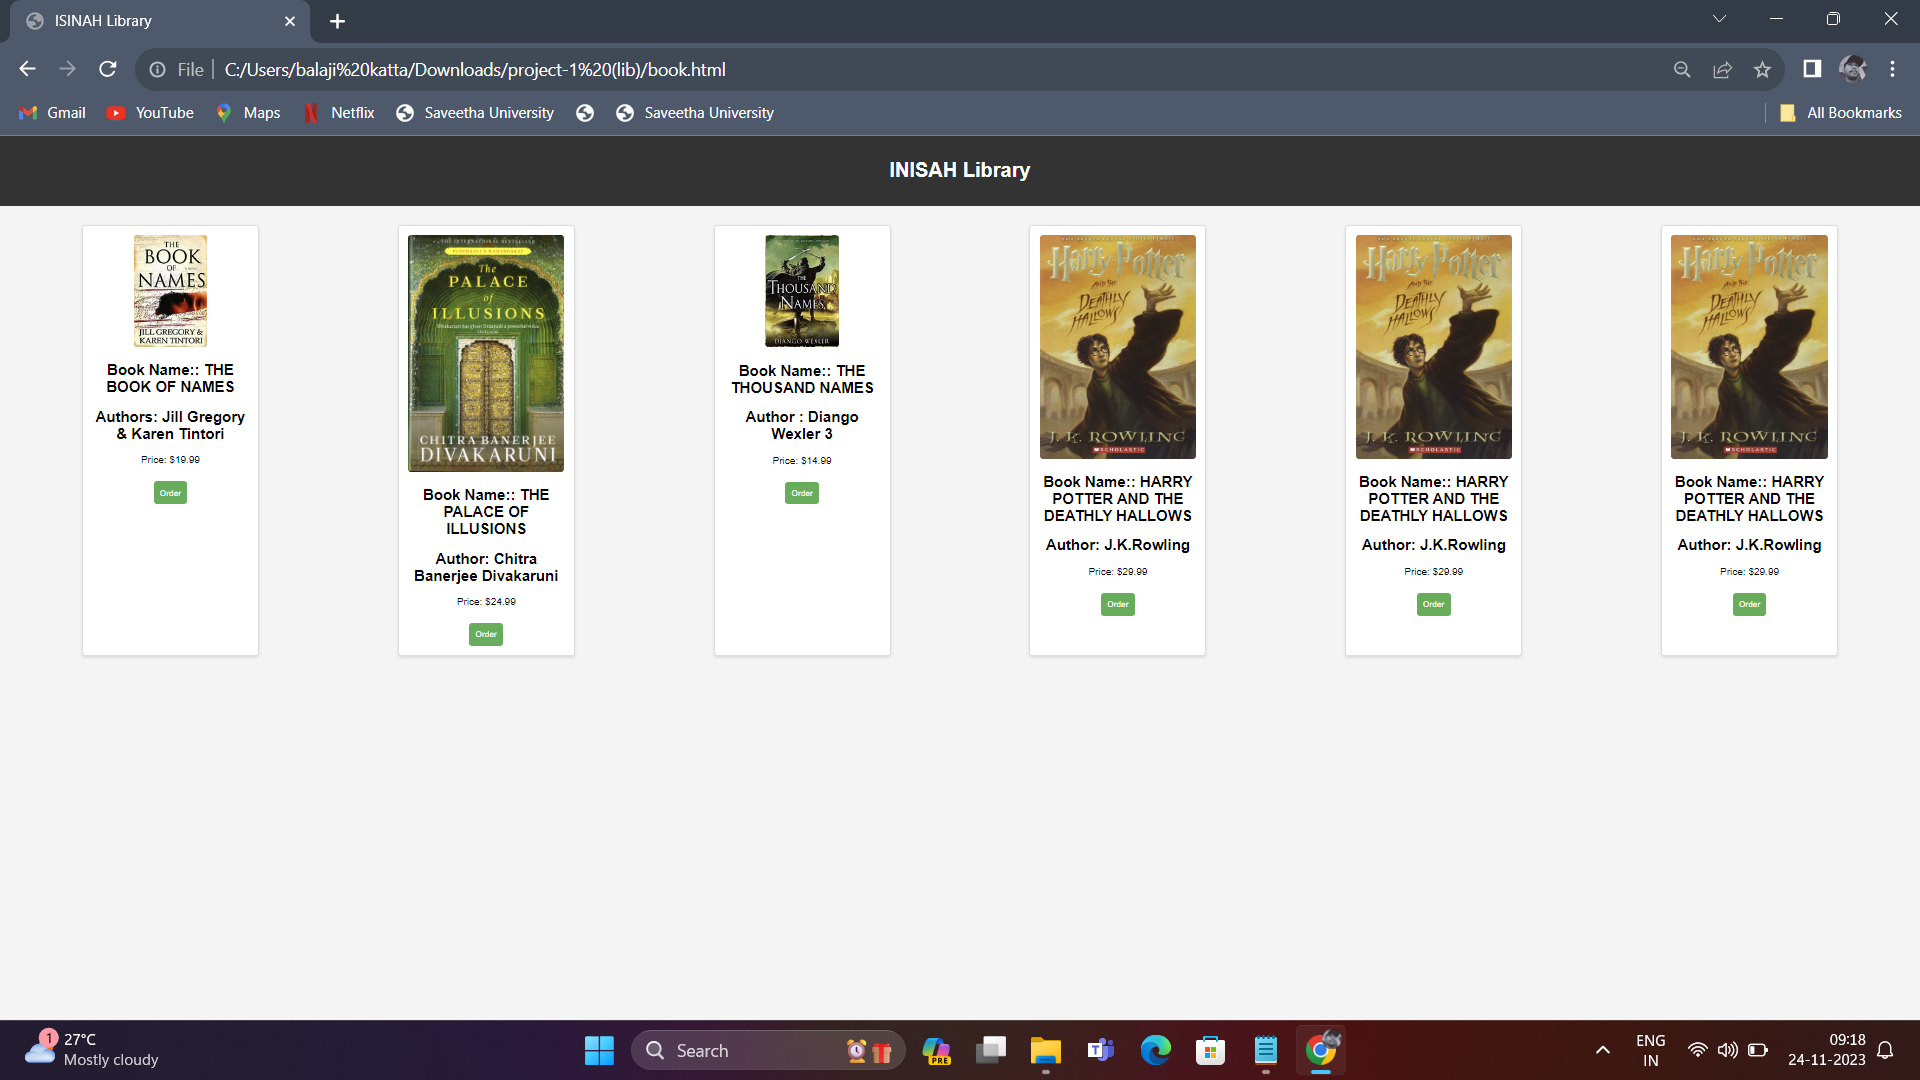 ISINAH Library
File
C:/Users/balaji%20katta/Downloads/project-1%20(lib)/book.html
Gmail
YouTube
Maps
Netflix
Saveetha University
Saveetha University
All Bookmarks
INISAH Library
THE
BOOK
OF
NAMES
JILL GREGORY &
KAREN TINTORI
Book Name:: THE
BOOK OF NAMES
Authors: Jill Gregory
& Karen Tintori
Price: $19.99
Order
The
PALACE
of
ILLUSIONS
CHITRA BANERJEE
DIVAKARUNI
Book Name:: THE
PALACE OF
ILLUSIONS
Author: Chitra
Banerjee Divakaruni
Price: $24.99
Order
THE
THOUSAND
NAMES
DJANGO WEXLER
Book Name:: THE
THOUSAND NAMES
Author : Diango
Wexler 3
Price: $14.99
Order
Harry Potter
AND THE
DEATHLY
HALLOWS
J. K. ROWLING
SCHOLASTIC
Book Name:: HARRY
POTTER AND THE
DEATHLY HALLOWS
Author: J.K.Rowling
Price: $29.99
Order
Harry Potter
AND THE
DEATHLY
HALLOWS
J. K. ROWLING
SCHOLASTIC
Book Name:: HARRY
POTTER AND THE
DEATHLY HALLOWS
Author: J.K.Rowling
Price: $29.99
Order
Harry Potter
AND THE
DEATHLY
HALLOWS
J. K. ROWLING
SCHOLASTIC
Book Name:: HARRY
POTTER AND THE
DEATHLY HALLOWS
Author: J.K.Rowling
Price: $29.99
Order
1
27°C
Mostly cloudy
Search
PRE
ENG
IN
09:18
24-11-2023